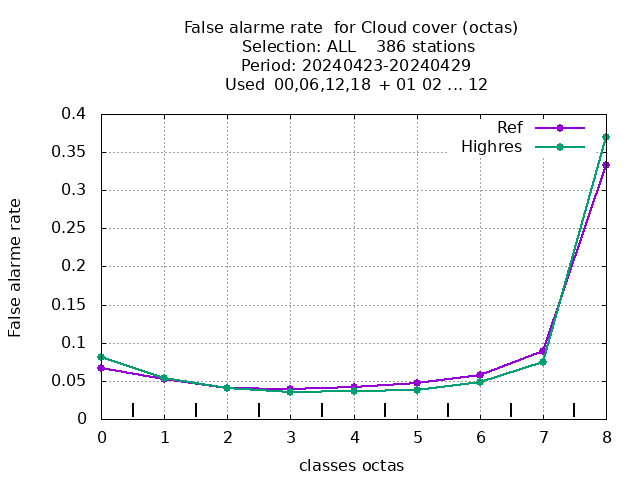 False alarme rate  for Cloud cover (octas)
Selection: ALL    386 stations
Period: 20240423-20240429
Used  00,06,12,18 + 01 02 ... 12
Ref
Highres
False alarme rate
0.4
0.35
0.3
0.25
0.2
0.15
0.1
0.05
0
0 1 2 3 4 5 6 7 8
classes octas